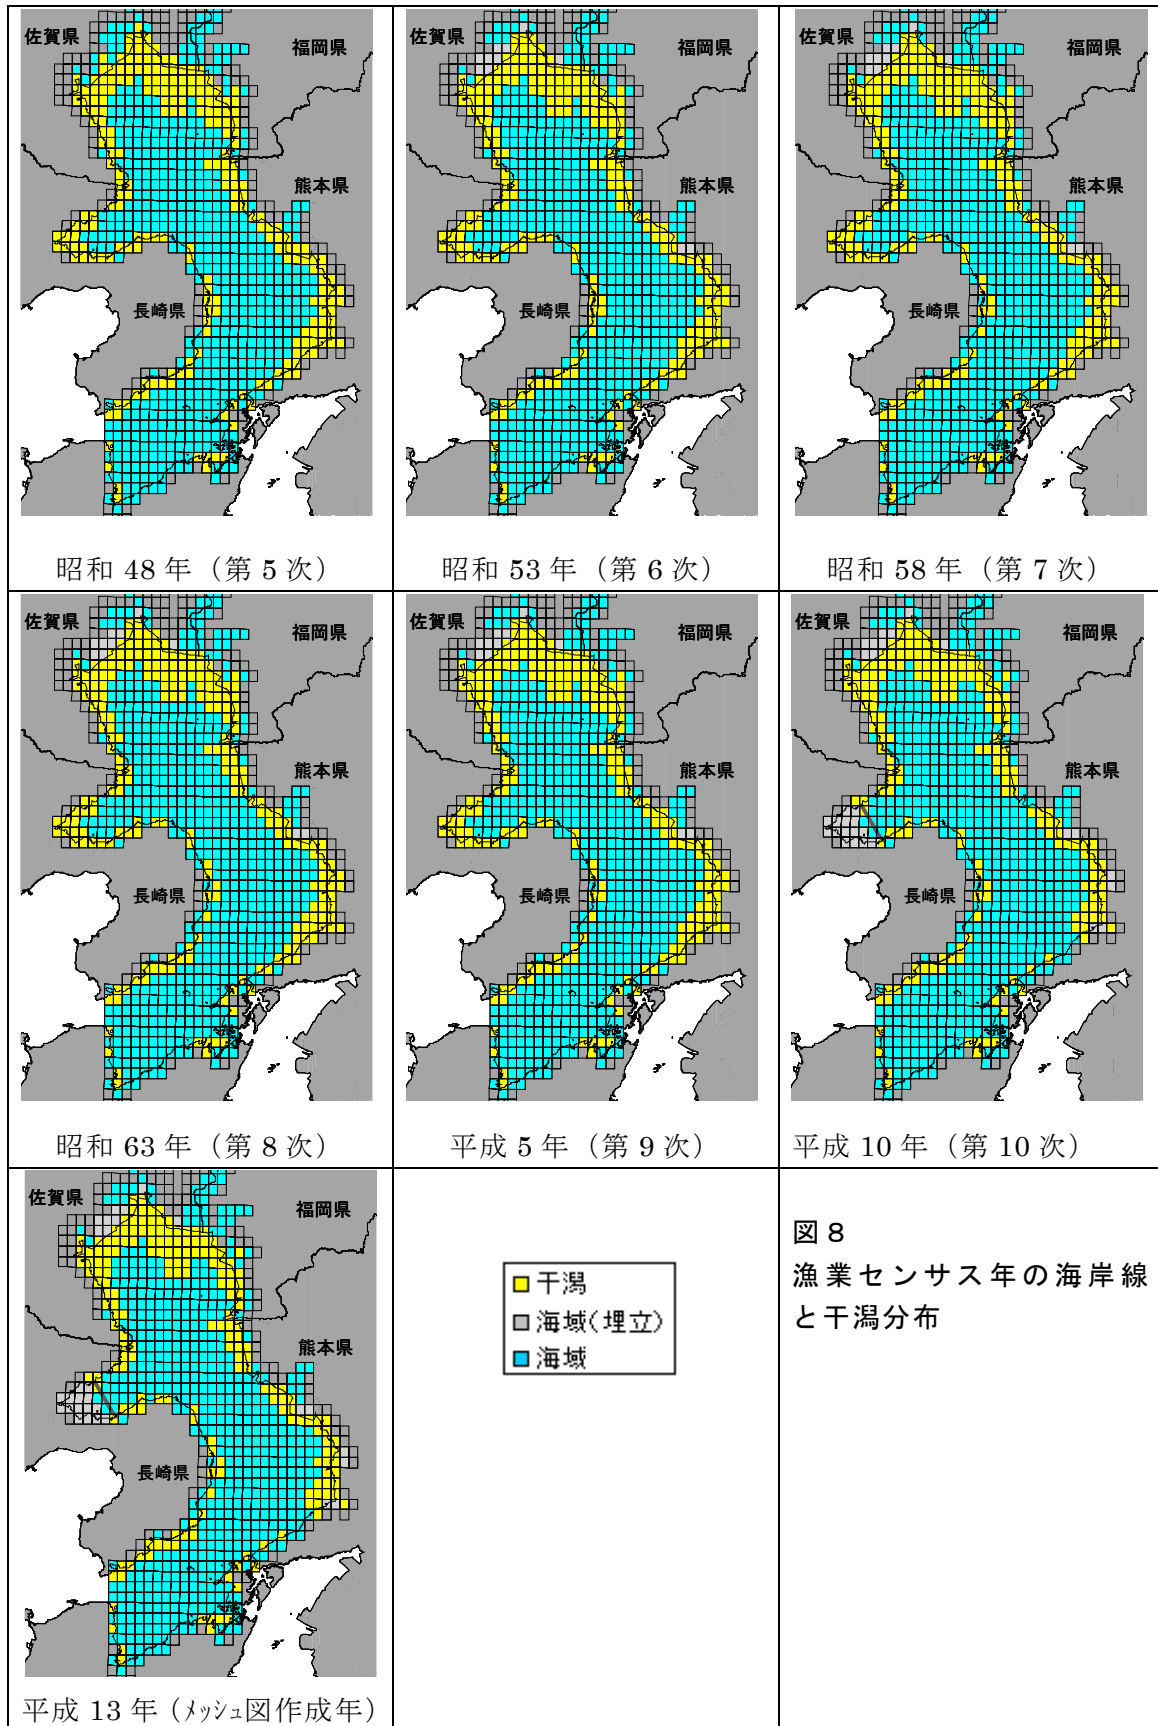 佐賀県
福岡県
熊本県
長崎県
昭和 48 年（第 5 次）
佐賀県
福岡県
熊本県
長崎県
昭和 53 年（第 6 次）
佐賀県
福岡県
熊本県
長崎県
昭和 58 年（第 7 次）
佐賀県
福岡県
熊本県
長崎県
昭和 63 年（第 8 次）
佐賀県
福岡県
熊本県
長崎県
平成 5 年（第 9 次）
佐賀県
福岡県
熊本県
長崎県
平成 10 年（第 10 次）
佐賀県
福岡県
熊本県
長崎県
平成 13 年（ﾒｯｼｭ図作成年）
干潟
海域(埋立)
海域
図 8
漁業センサス年の海岸線
と干潟分布